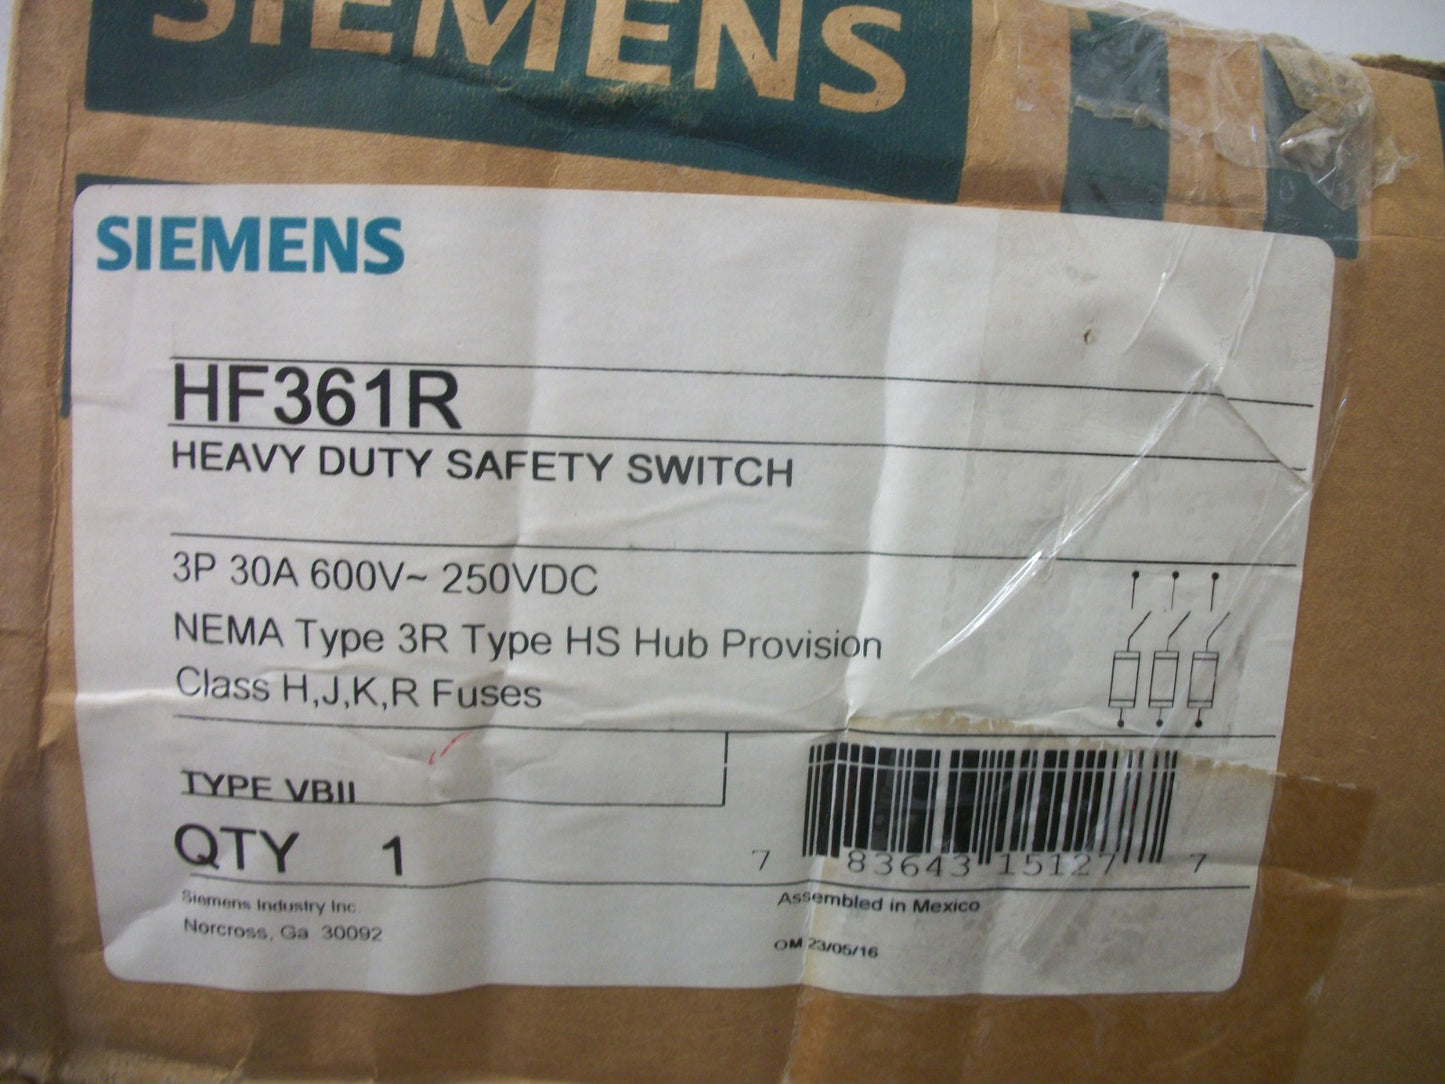 SIEMENS
SIEMENS
HF361R
HEAVY DUTY SAFETY SWITCH
3P 30A 600V~ 250VDC
NEMA Type 3R Type HS Hub Provision
Class H,J,K,R Fuses
TYPE VBII
QTY 1
7 83643 15127 7
Siemens Industry Inc.
Norcross, Ga 30092
Assembled in Mexico
OM 23/05/16